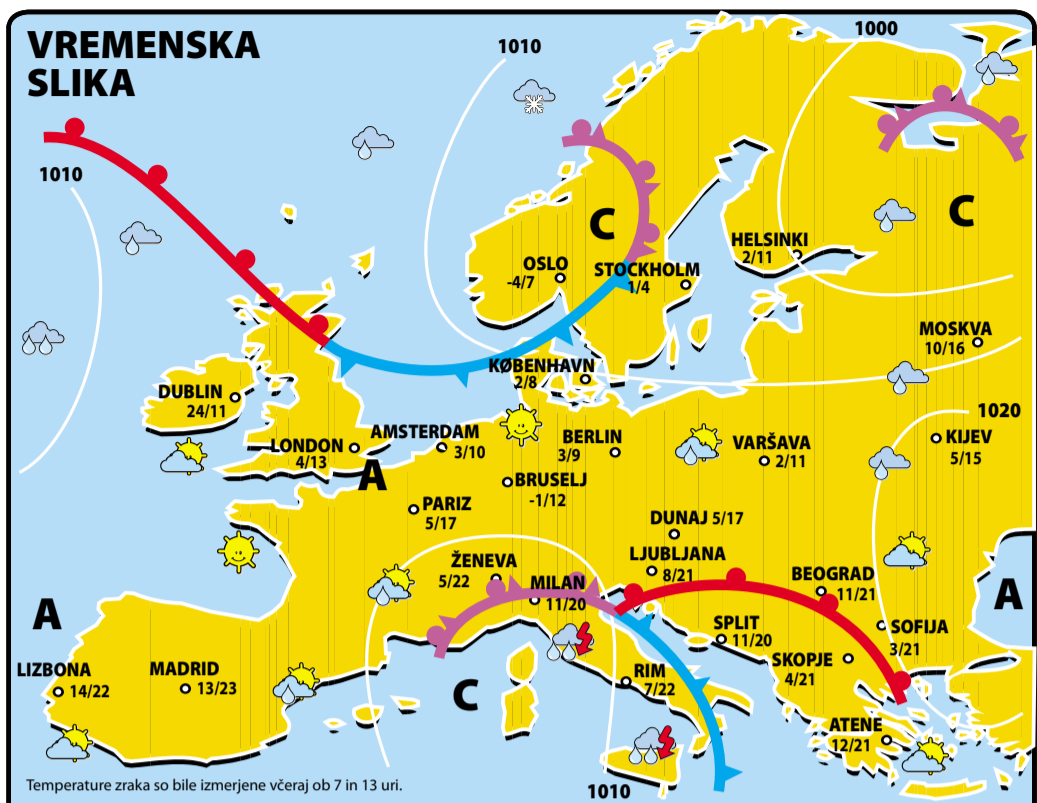 VREMENSKA
SLIKA
1010
1000
1010
C
C
HELSINKI
2/11
OSLO
-4/7
STOCKHOLM
1/4
MOSKVA
10/16
KØBENHAVN
2/8
DUBLIN
24/11
1020
LONDON
4/13
AMSTERDAM
3/10
BERLIN
3/9
VARŠAVA
2/11
KIJEV
5/15
A
BRUSELJ
-1/12
PARIZ
5/17
DUNAJ 5/17
ŽENEVA
5/22
LJUBLJANA
8/21
MILAN
11/20
BEOGRAD
11/21
A
A
SPLIT
11/20
SOFIJA
3/21
LIZBONA
14/22
MADRID
13/23
C
RIM
7/22
SKOPJE
4/21
ATENE
12/21
Temperature zraka so bile izmerjene včeraj ob 7 in 13 uri.
1010